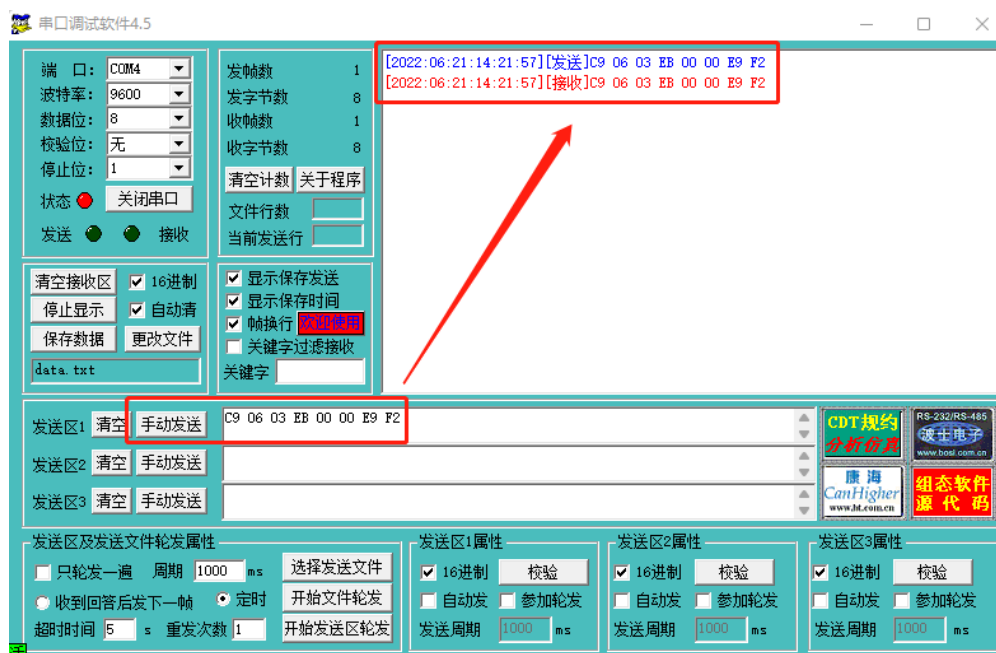 串口调试软件4.5
端 口: COM4
波特率: 9600
数据位: 8
校验位: 无
停止位: 1
状态 关闭串口
发送 接收
发帧数 1
发字节数 8
收帧数 1
收字节数 8
清空计数 关于程序
文件行数
当前发送行
[2022:06:21:14:21:57][发送]C9 06 03 EB 00 00 E9 F2
[2022:06:21:14:21:57][接收]C9 06 03 EB 00 00 E9 F2
清空接收区 16进制
停止显示 自动清
保存数据 更改文件
data.txt
显示保存发送
显示保存时间
帧换行 欢迎使用
关键字过滤接收
关键字
发送区1 清空 手动发送 C9 06 03 EB 00 00 E9 F2
发送区2 清空 手动发送
发送区3 清空 手动发送
CDT规约
分析仿真
RS-232/RS-485
波士电子
www.bosi.com.cn
康海
CanHigher
www.ht.com.cn
组态软件
源代码
发送区及发送文件轮发属性
只轮发一遍 周期 1000 ms 选择发送文件
收到回答后发下一帧 定时 开始文件轮发
超时时间 5 s 重发次数 1 开始发送区轮发
发送区1属性
16进制 校验
自动发 参加轮发
发送周期 1000 ms
发送区2属性
16进制 校验
自动发 参加轮发
发送周期 1000 ms
发送区3属性
16进制 校验
自动发 参加轮发
发送周期 1000 ms